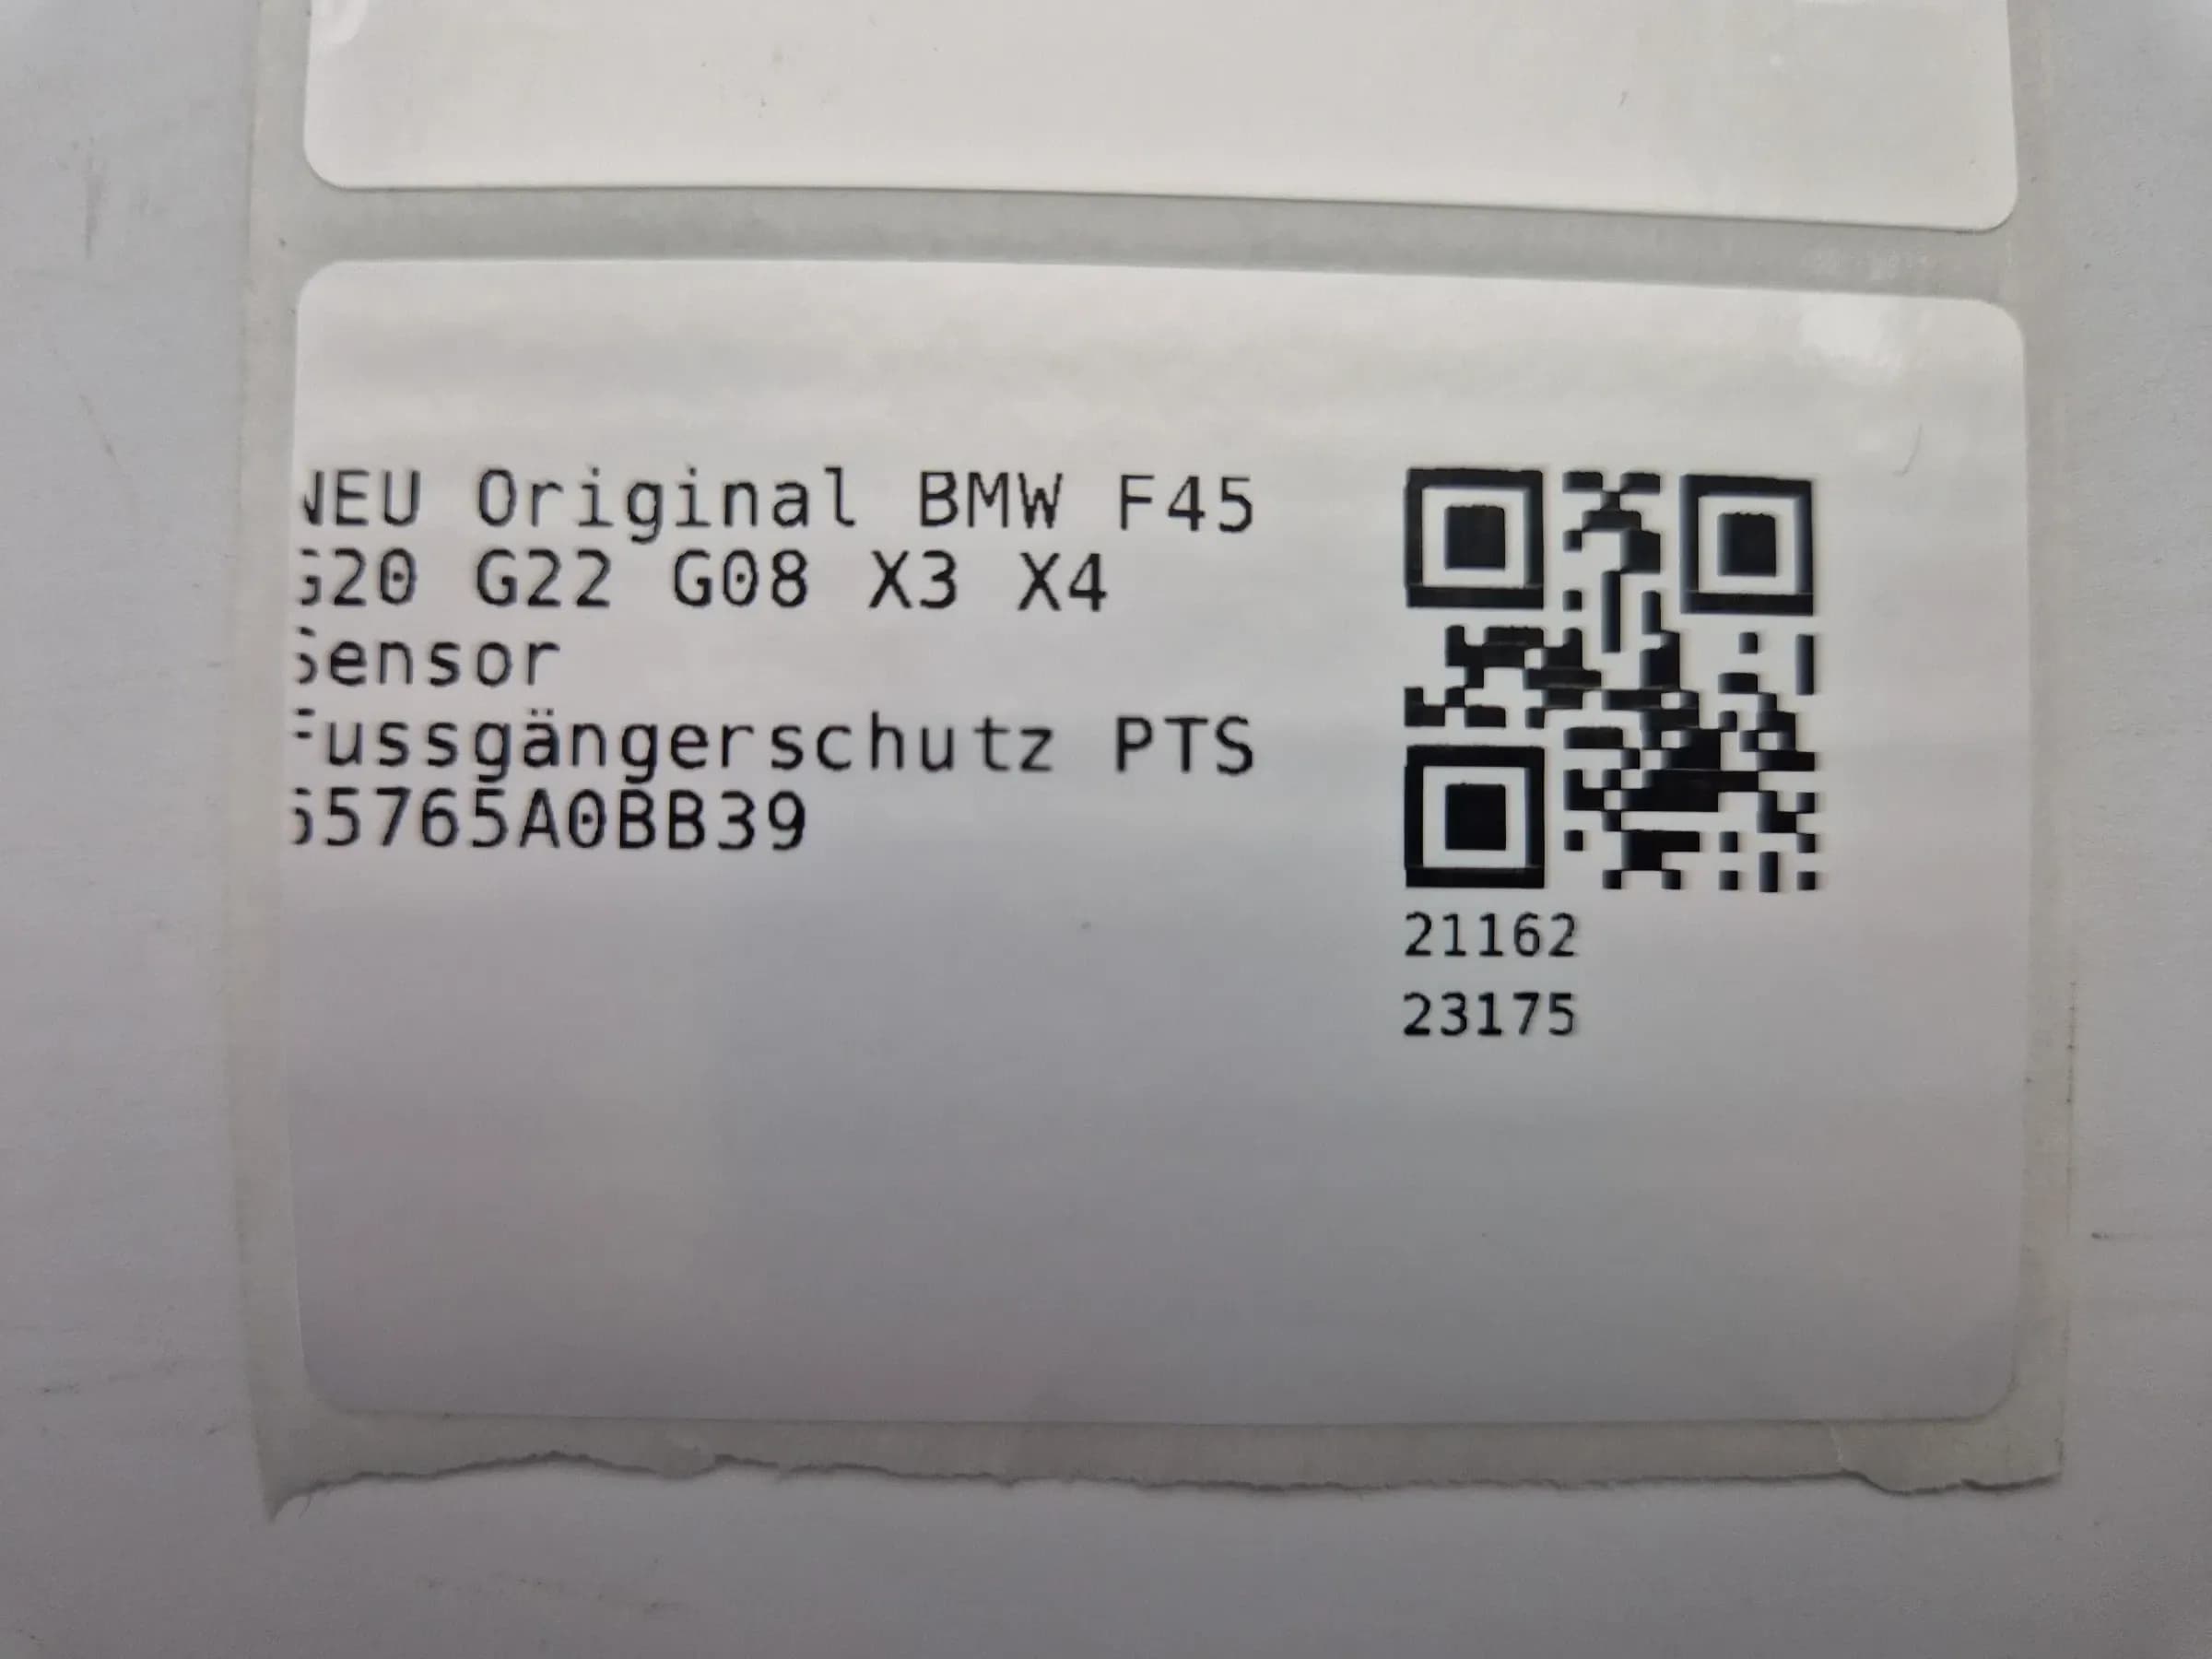 NEU Original BMW F45
G20 G22 G08 X3 X4
Sensor
Fussgängerschutz PTS
65765A0BB39
21162
23175